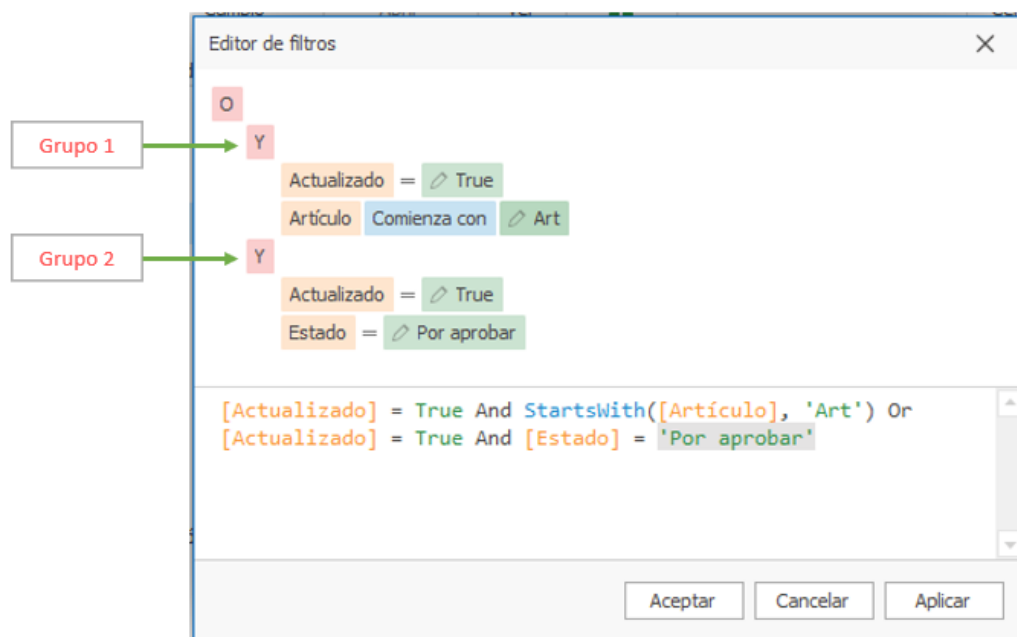 Editor de filtros
O
Grupo 1
Y
Actualizado = True
Artículo Comienza con Art
Grupo 2
Y
Actualizado = True
Estado = Por aprobar
[Actualizado] = True And StartsWith([Artículo], 'Art') Or
[Actualizado] = True And [Estado] = 'Por aprobar'
Aceptar Cancelar Aplicar